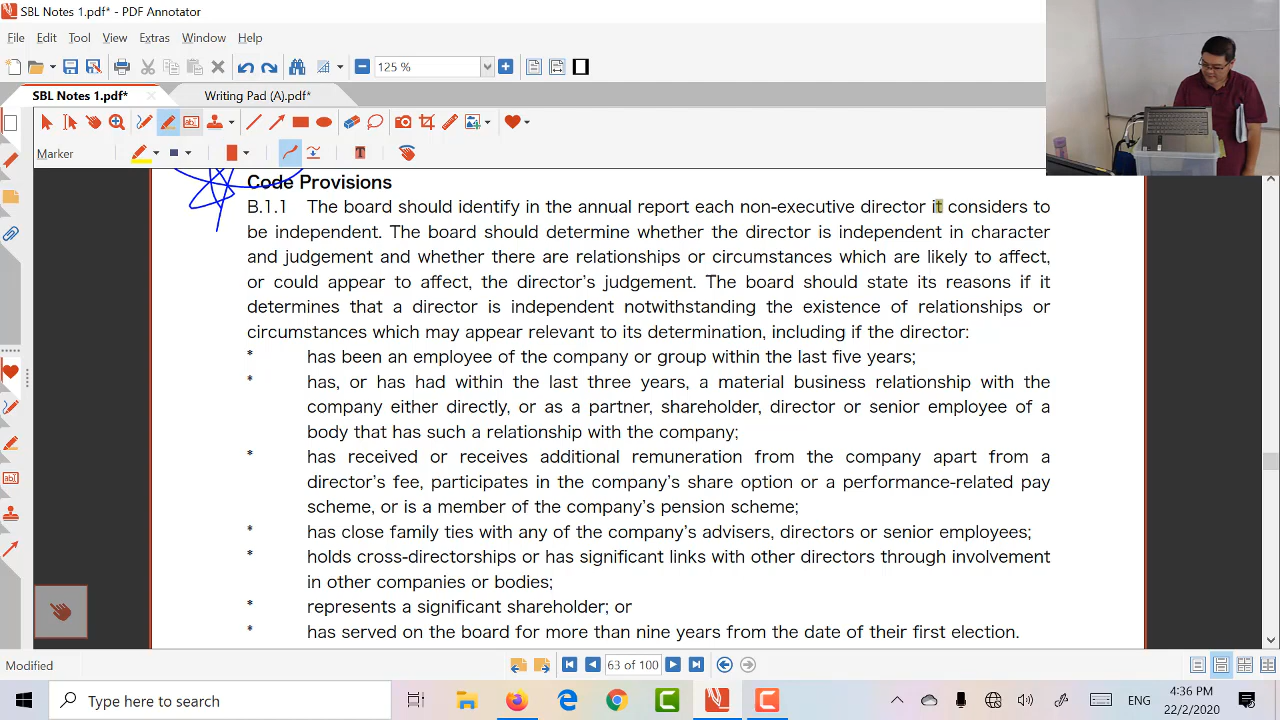 SBL Notes 1.pdf* - PDF Annotator
File Edit Tool View Extras Window Help
125 %
SBL Notes 1.pdf* Writing Pad (A).pdf*
Marker
Code Provisions
B.1.1 The board should identify in the annual report each non-executive director it considers to
be independent. The board should determine whether the director is independent in character
and judgement and whether there are relationships or circumstances which are likely to affect,
or could appear to affect, the director's judgement. The board should state its reasons if it
determines that a director is independent notwithstanding the existence of relationships or
circumstances which may appear relevant to its determination, including if the director:
* has been an employee of the company or group within the last five years;
* has, or has had within the last three years, a material business relationship with the
company either directly, or as a partner, shareholder, director or senior employee of a
body that has such a relationship with the company;
* has received or receives additional remuneration from the company apart from a
director's fee, participates in the company's share option or a performance-related pay
scheme, or is a member of the company's pension scheme;
* has close family ties with any of the company's advisers, directors or senior employees;
* holds cross-directorships or has significant links with other directors through involvement
in other companies or bodies;
* represents a significant shareholder; or
* has served on the board for more than nine years from the date of their first election.
Modified
63 of 100
Type here to search
ENG
4:36 PM
22/2/2020